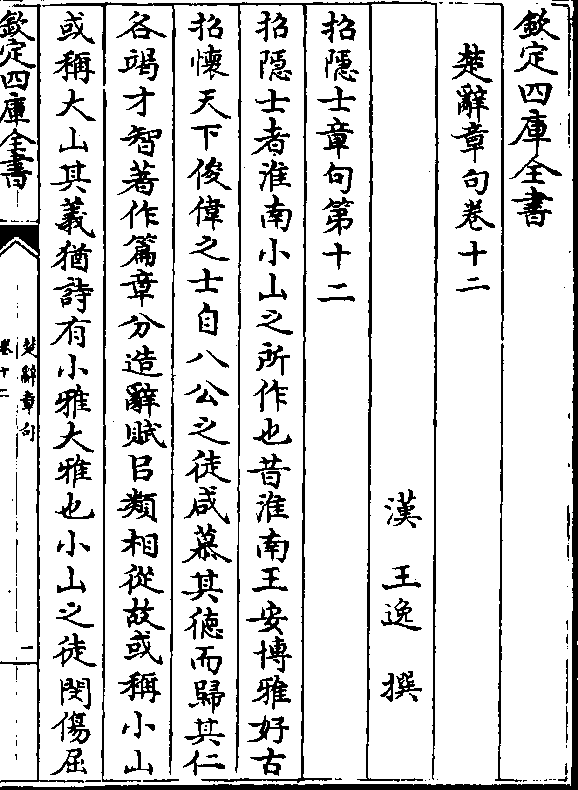 欽定四庫全書
楚辭章句卷十二
漢 王逸 撰
招隱士章句第十二
招隱士者淮南小山之所作也昔淮南王安博雅好古
招懷天下俊偉之士自八公之徒咸慕其德而歸其仁
各竭才智著作篇章分造辭賦㠯類相從故或稱小山
或稱大山其義猶詩有小雅大雅也小山之徒閔傷屈
欽定四庫全書
楚辭章句
卷十二
一